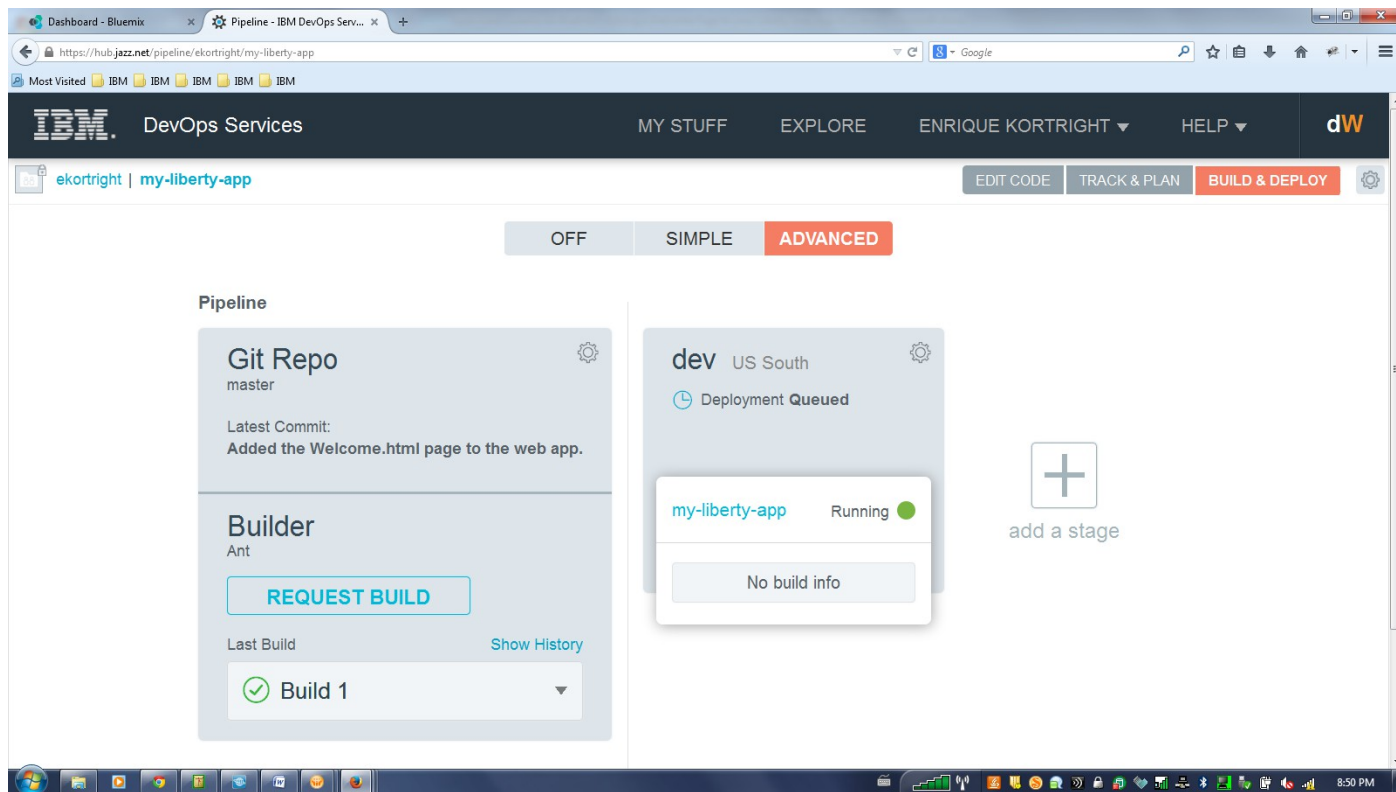 Dashboard - Bluemix
Pipeline - IBM DevOps Serv...
https://hub.jazz.net/pipeline/ekortright/my-liberty-app
Google
Most Visited IBM IBM IBM IBM
IBM. DevOps Services MY STUFF EXPLORE ENRIQUE KORTRIGHT HELP dW
ekortright | my-liberty-app EDIT CODE TRACK & PLAN BUILD & DEPLOY
OFF SIMPLE ADVANCED
Pipeline
Git Repo
master
Latest Commit:
Added the Welcome.html page to the web app.
Builder
Ant
REQUEST BUILD
Last Build Show History
Build 1
dev US South
Deployment Queued
my-liberty-app Running
No build info
add a stage
8:50 PM